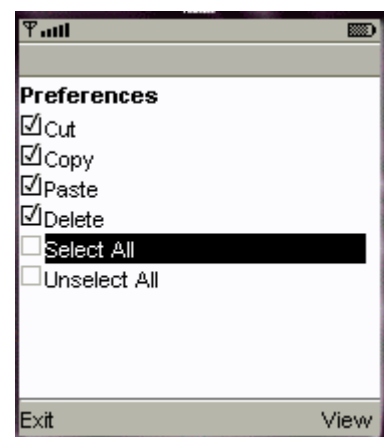 Preferences
Cut
Copy
Paste
Delete
Select All
Unselect All
Exit View